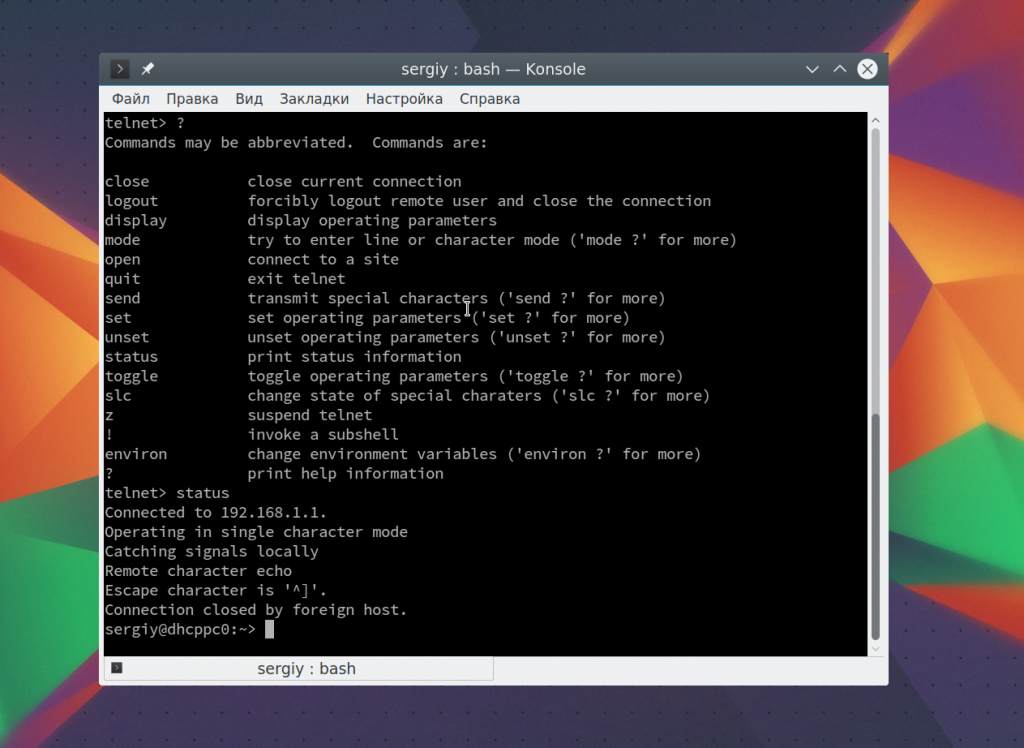 sergiy : bash — Konsole
Файл Правка Вид Закладки Настройка Справка
telnet> ?
Commands may be abbreviated.  Commands are:
close           close current connection
logout          forcibly logout remote user and close the connection
display         display operating parameters
mode            try to enter line or character mode ('mode ?' for more)
open            connect to a site
quit            exit telnet
send            transmit special characters ('send ?' for more)
set             set operating parameters ('set ?' for more)
unset           unset operating parameters ('unset ?' for more)
status          print status information
toggle          toggle operating parameters ('toggle ?' for more)
slc             change state of special charaters ('slc ?' for more)
z               suspend telnet
!               invoke a subshell
environ         change environment variables ('environ ?' for more)
?               print help information
telnet> status
Connected to 192.168.1.1.
Operating in single character mode
Catching signals locally
Remote character echo
Escape character is '^]'.
Connection closed by foreign host.
sergiy@dhcppc0:~>
sergiy : bash